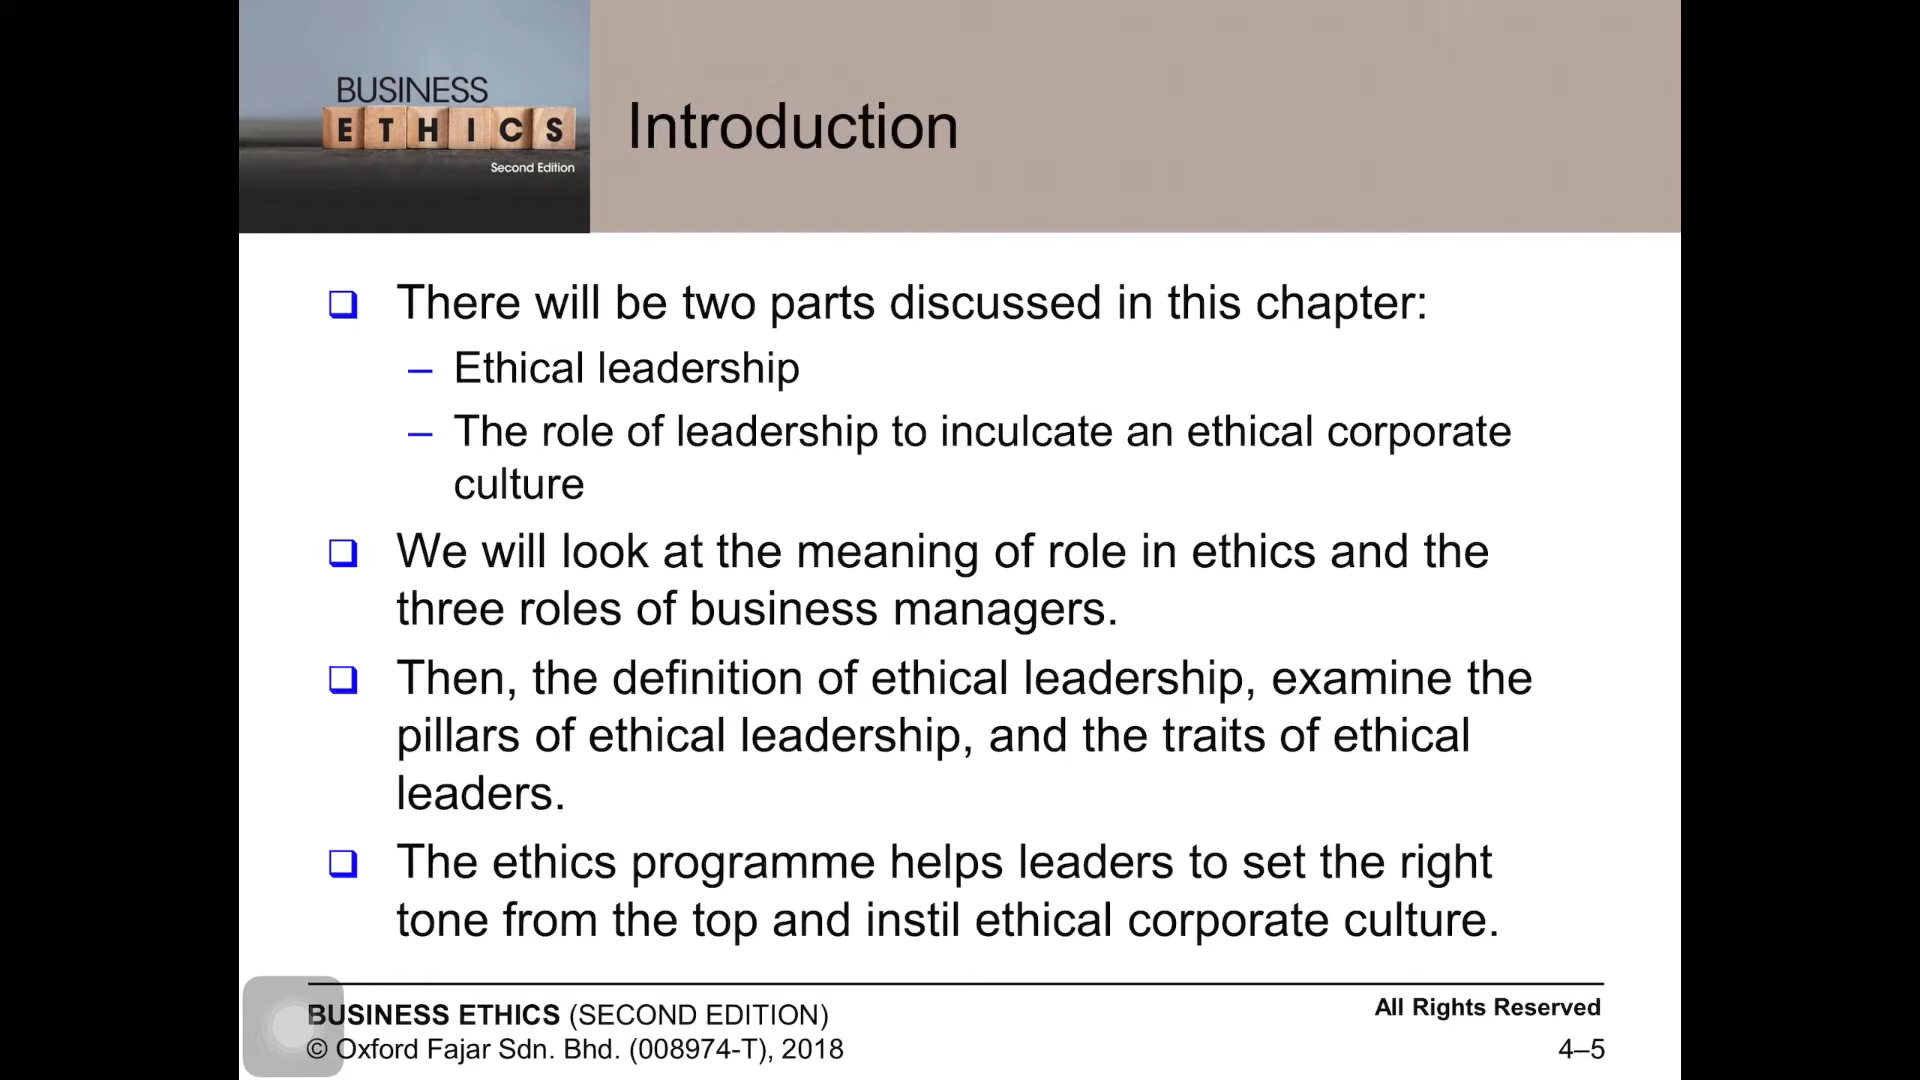 BUSINESS
ETHICS
Second Edition
Introduction
❑ There will be two parts discussed in this chapter:
– Ethical leadership
– The role of leadership to inculcate an ethical corporate
culture
❑ We will look at the meaning of role in ethics and the
three roles of business managers.
❑ Then, the definition of ethical leadership, examine the
pillars of ethical leadership, and the traits of ethical
leaders.
❑ The ethics programme helps leaders to set the right
tone from the top and instil ethical corporate culture.
BUSINESS ETHICS (SECOND EDITION)
© Oxford Fajar Sdn. Bhd. (008974-T), 2018
All Rights Reserved
4–5